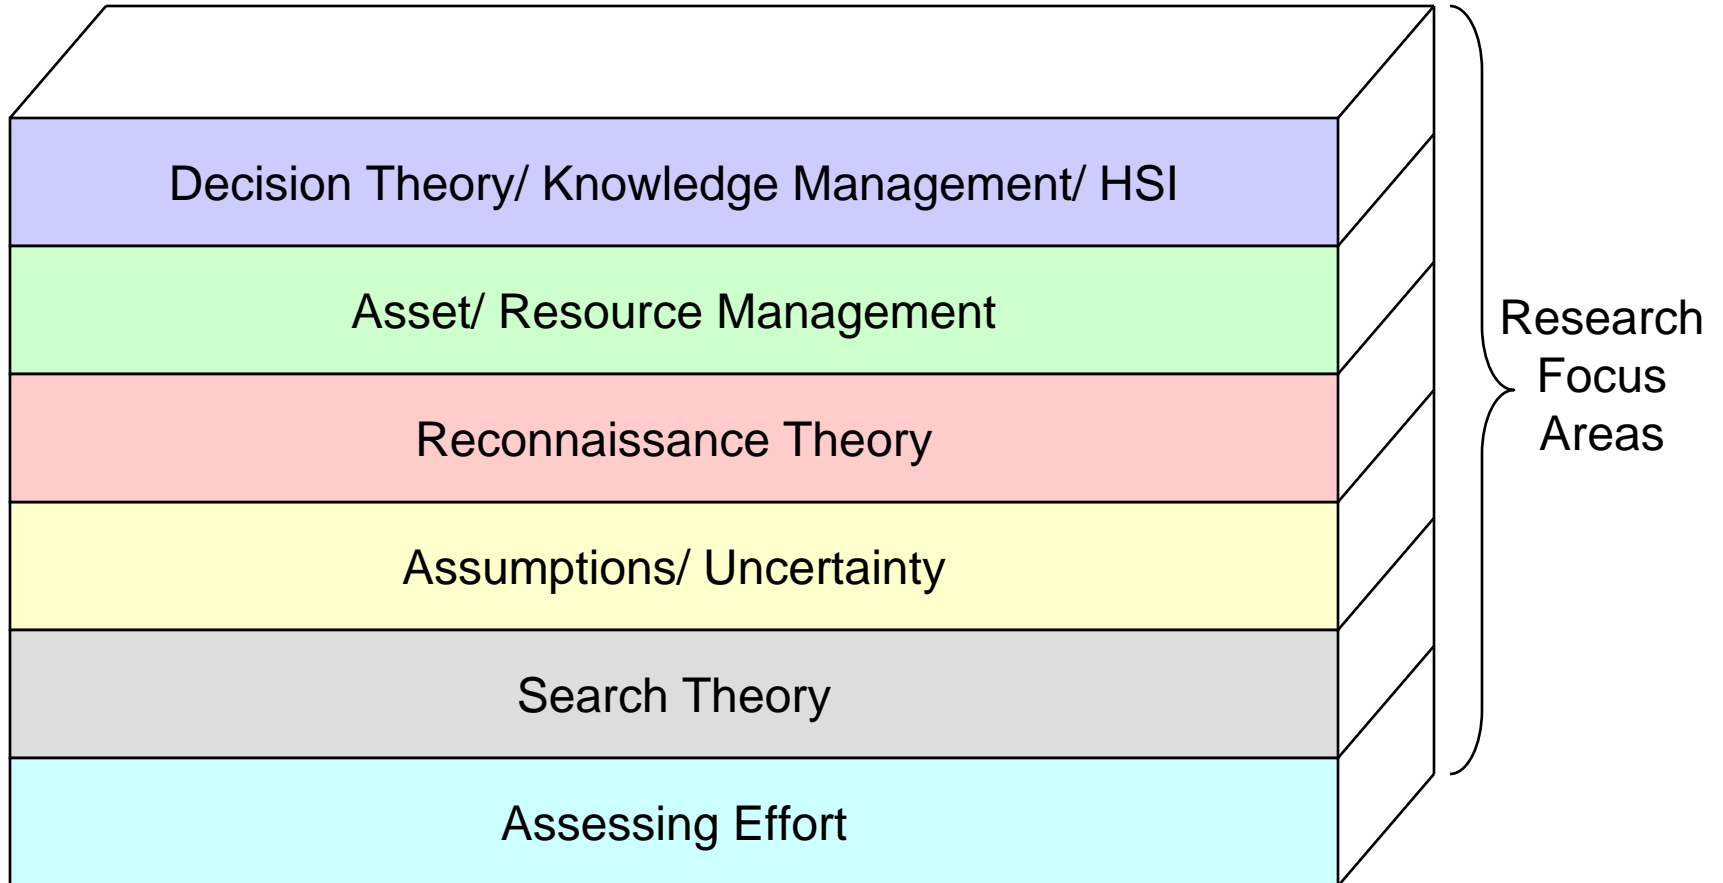 Decision Theory/ Knowledge Management/ HSI
Asset/ Resource Management
Reconnaissance Theory
Assumptions/ Uncertainty
Search Theory
Assessing Effort
Research
Focus
Areas